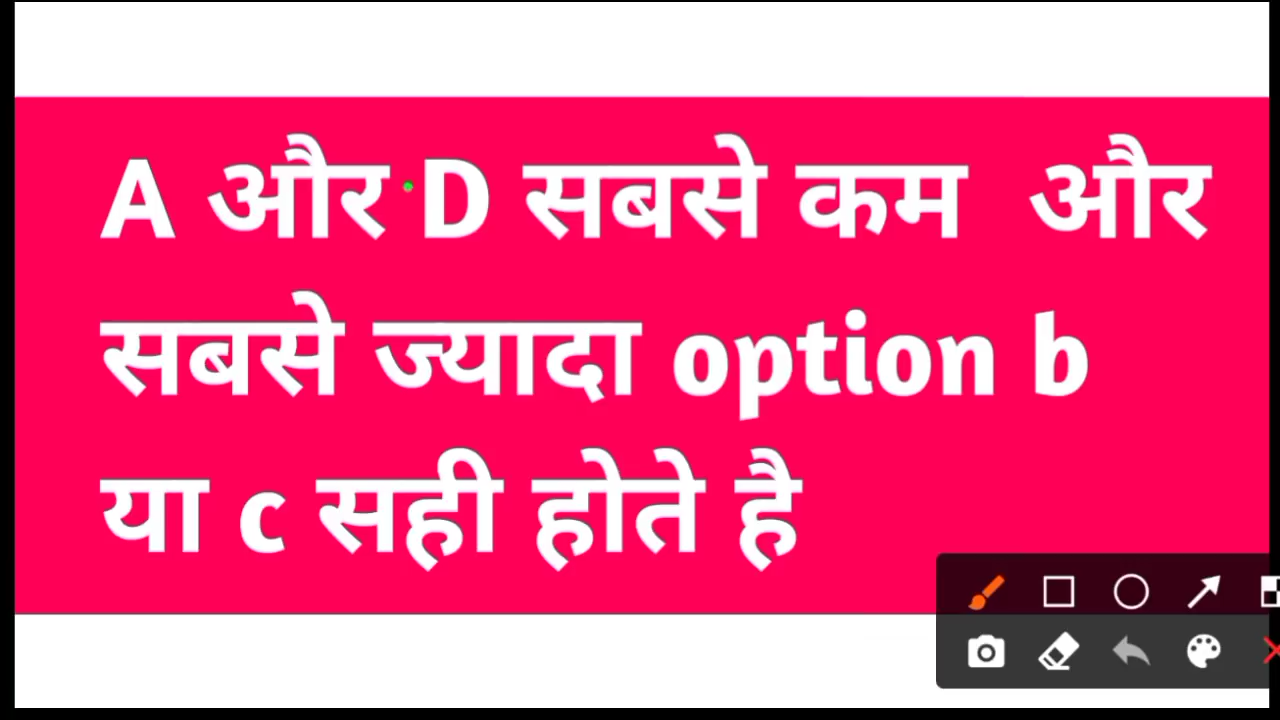 A और D सबसे कम और
सबसे ज्यादा option b
या c सही होते है